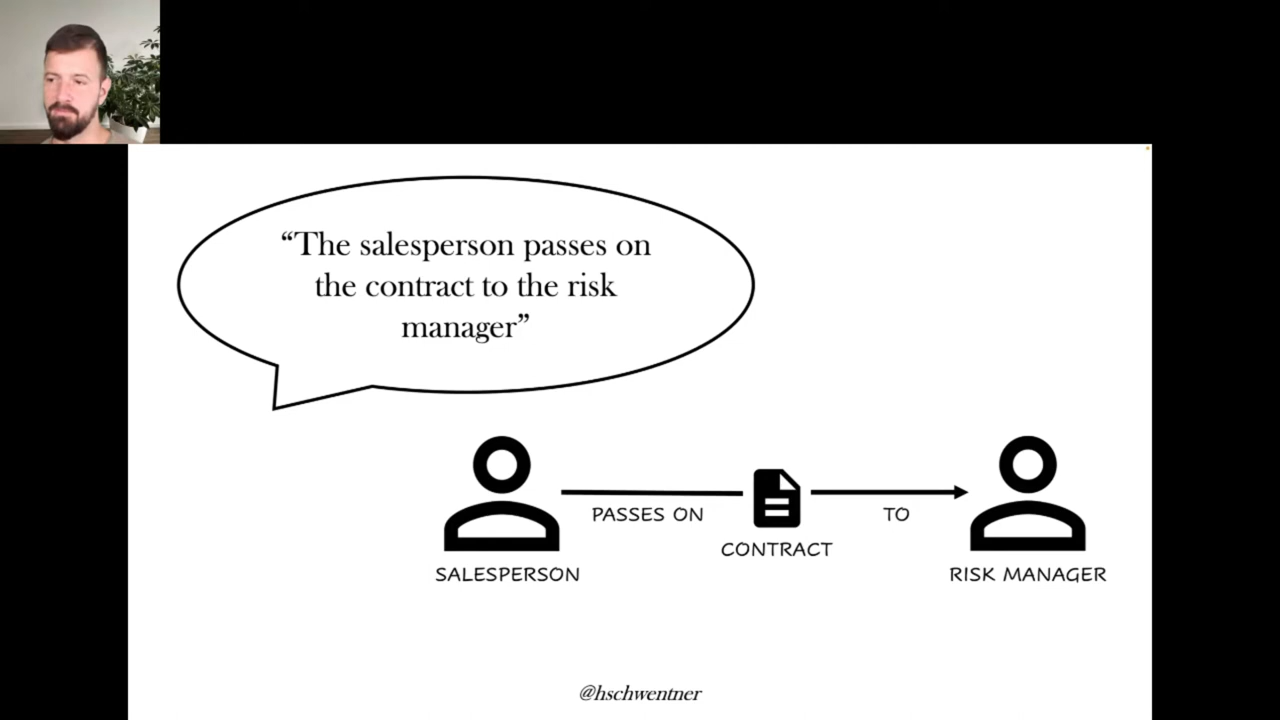 “The salesperson passes on
the contract to the risk
manager”
PASSES ON
TO
CONTRACT
SALESPERSON
RISK MANAGER
@hschwentner